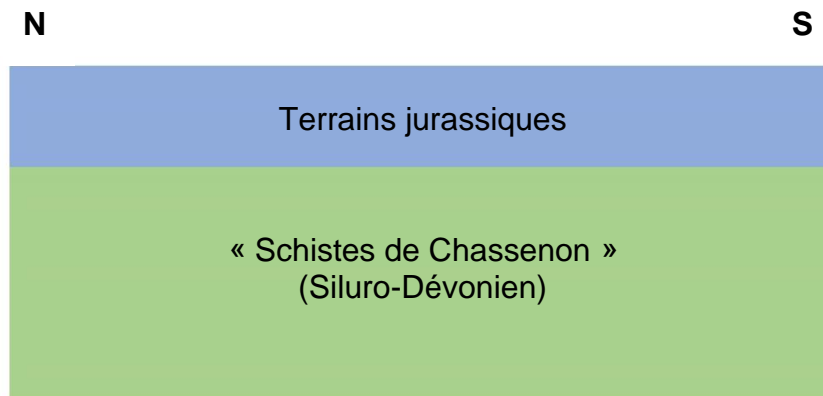 N S
Terrains jurassiques
« Schistes de Chassenon »
(Siluro-Dévonien)